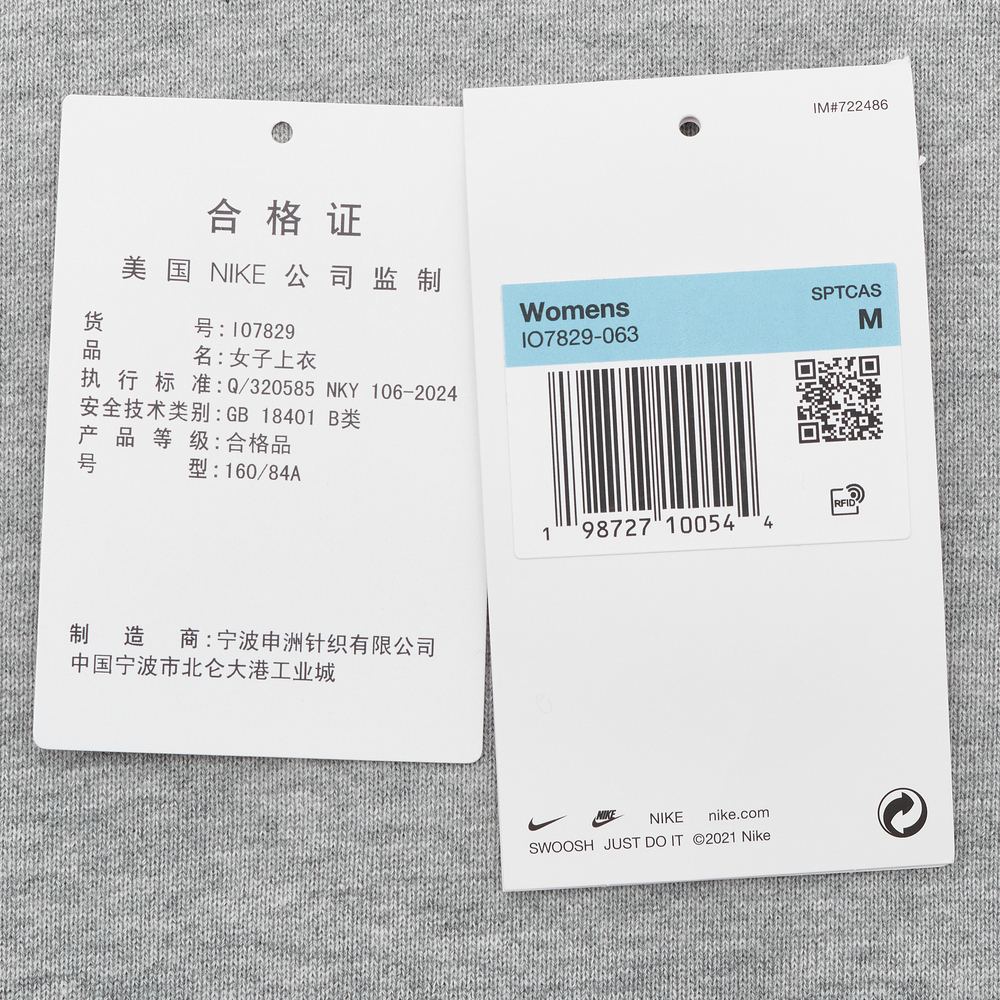 合格证
美国NIKE公司监制
货号:IO7829
品名:女子上衣
执行标准:Q/320585 NKY 106-2024
安全技术类别:GB 18401 B类
产品等级:合格品
号型:160/84A
制造商:宁波申洲针织有限公司
中国宁波市北仑大港工业城
IM#722486
Womens
SPTCAS
IO7829-063
M
1 98727 10054 4
RFID
NIKE NIKE nike.com
SWOOSH JUST DO IT ©2021 Nike